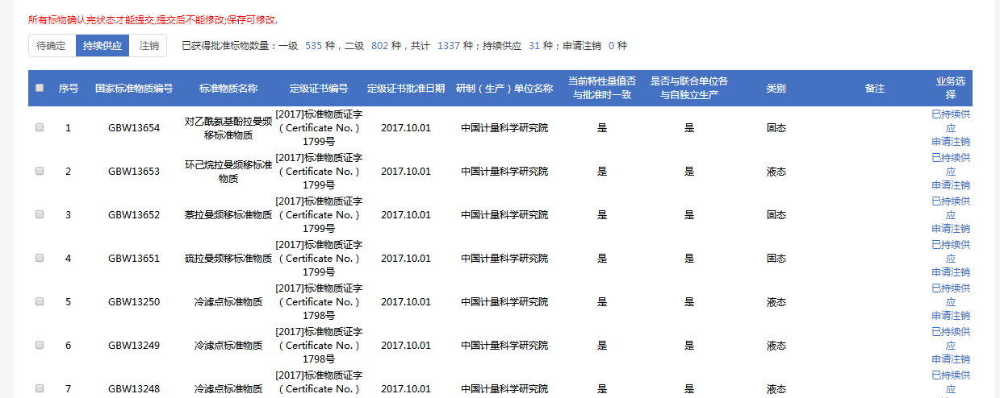 所有标物确认完状态才能提交,提交后不能修改;保存可修改.
待确定 持续供应 注销 已获得批准标物数量：一级 535 种，二级 802 种，共计 1337 种；持续供应 31 种；申请注销 0 种
序号 国家标准物质编号 标准物质名称 定级证书编号 定级证书批准日期 研制（生产）单位名称 当前特性量值否与批准时一致 是否与联合单位各与自独立生产 类别 备注 业务选择
1 GBW13654 对乙酰氨基酚拉曼频移标准物质 [2017]标准物质证字（Certificate No.）1799号 2017.10.01 中国计量科学研究院 是 是 固态 已持续供应 申请注销
2 GBW13653 环己烷拉曼频移标准物质 [2017]标准物质证字（Certificate No.）1799号 2017.10.01 中国计量科学研究院 是 是 液态 已持续供应 申请注销
3 GBW13652 萘拉曼频移标准物质 [2017]标准物质证字（Certificate No.）1799号 2017.10.01 中国计量科学研究院 是 是 固态 已持续供应 申请注销
4 GBW13651 硫拉曼频移标准物质 [2017]标准物质证字（Certificate No.）1799号 2017.10.01 中国计量科学研究院 是 是 固态 已持续供应 申请注销
5 GBW13250 冷滤点标准物质 [2017]标准物质证字（Certificate No.）1798号 2017.10.01 中国计量科学研究院 是 是 液态 已持续供应 申请注销
6 GBW13249 冷滤点标准物质 [2017]标准物质证字（Certificate No.）1798号 2017.10.01 中国计量科学研究院 是 是 液态 已持续供应 申请注销
7 GBW13248 冷滤点标准物质 [2017]标准物质证字（Certificate No.） 2017.10.01 中国计量科学研究院 是 是 液态 已持续供应